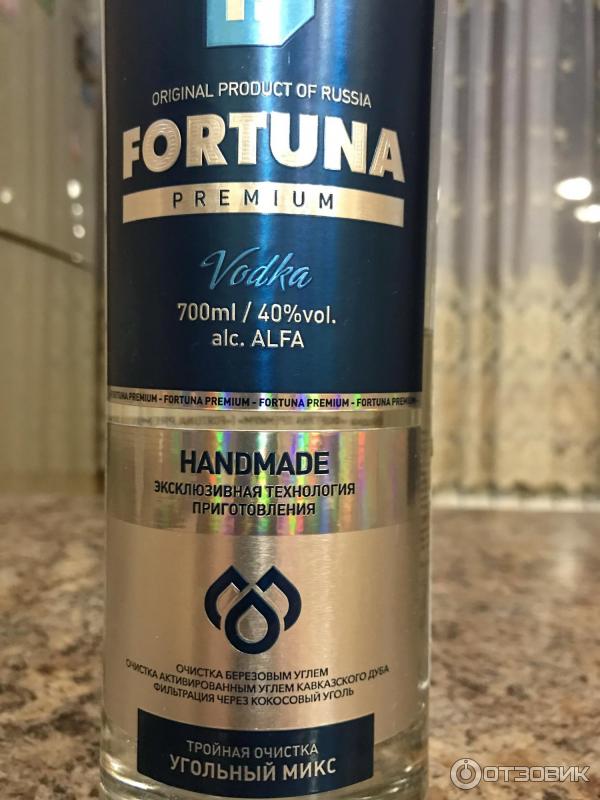 ORIGINAL PRODUCT OF RUSSIA
FORTUNA
PREMIUM
Vodka
700ml / 40%vol.
alc. ALFA
FORTUNA PREMIUM - FORTUNA PREMIUM - FORTUNA PREMIUM - FORTUNA PREMIUM -
HANDMADE
ЭКСКЛЮЗИВНАЯ ТЕХНОЛОГИЯ
ПРИГОТОВЛЕНИЯ
ОЧИСТКА БЕРЕЗОВЫМ УГЛЕМ
ОЧИСТКА АКТИВИРОВАННЫМ УГЛЕМ КАВКАЗСКОГО ДУБА
ФИЛЬТРАЦИЯ ЧЕРЕЗ КОКОСОВЫЙ УГОЛЬ
ТРОЙНАЯ ОЧИСТКА
УГОЛЬНЫЙ МИКС
ОТЗОВИК